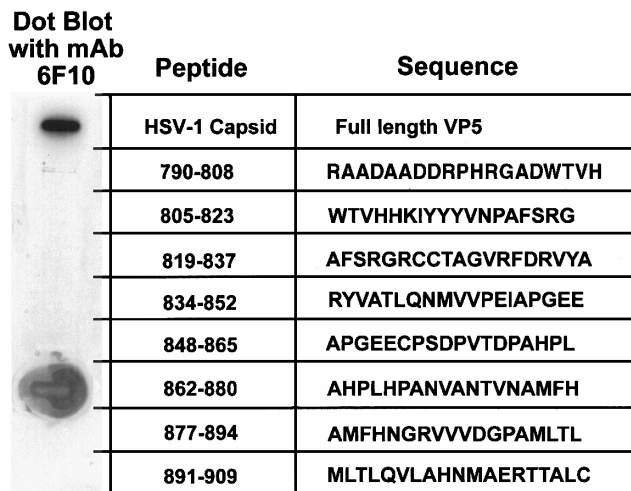 Dot Blot
with mAb
6F10
Peptide
Sequence
HSV-1 Capsid
Full length VP5
790-808
RAADAADDRPHRGADWTVH
805-823
WTVHHKIYYYVNPAFSRG
819-837
AFSRGRCCTAGVRFDRVYA
834-852
RYVATLQNMVVPEIAPGEE
848-865
APGEECPSDPVTDPAHPL
862-880
AHPLHPANVANTVNAMFH
877-894
AMFHNGRVVVDGPAMLTL
891-909
MLTLQVLAHNMAERTTALC